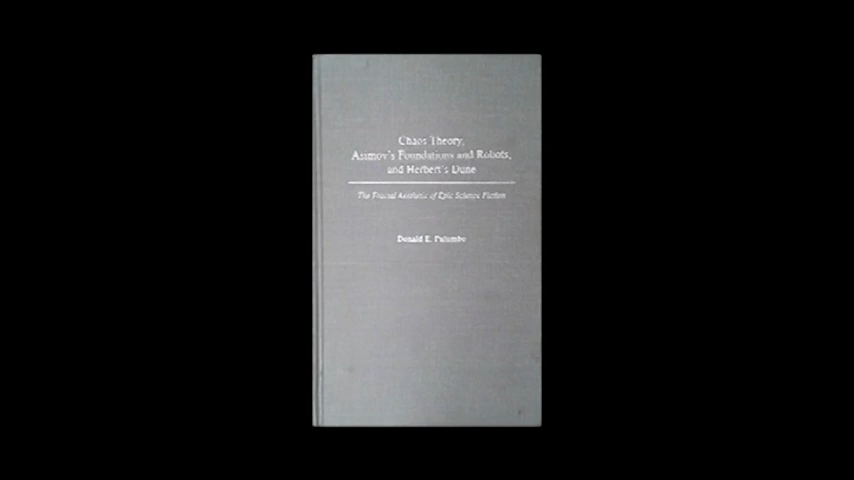 Chaos Theory,
Asimov's Foundations and Robots,
and Herbert's Dune
The Fractal Aesthetic of Epic Science Fiction
Donald E. Palumbo